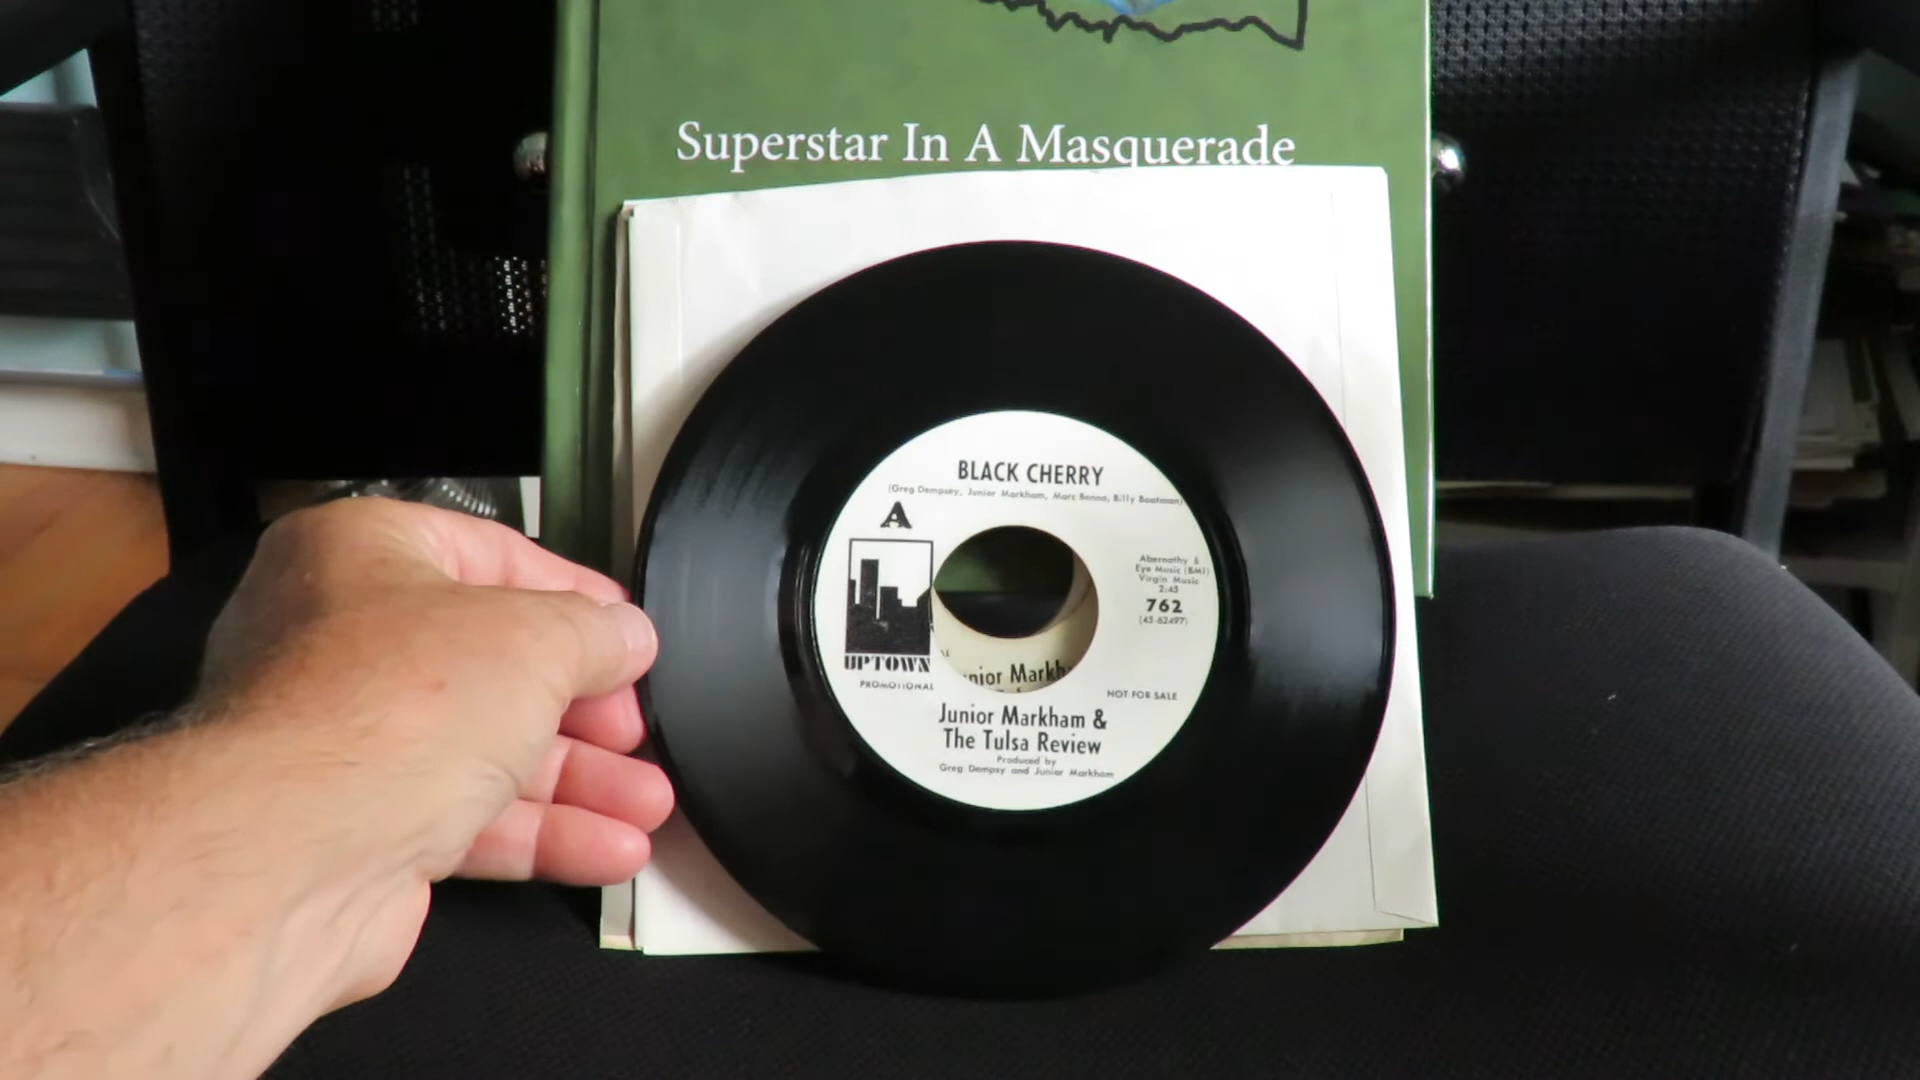 Superstar In A Masquerade
BLACK CHERRY
(Greg Dempsey, Junior Markham, Marc Benno, Billy Boatman)
A
Abernathy &
Eye Music (BMI)
Virgin Music
2:45
762
(45-62497)
UPTOWN
PROMOTIONAL
NOT FOR SALE
nior Markh
Junior Markham &
The Tulsa Review
Produced by
Greg Dempsy and Junior Markham